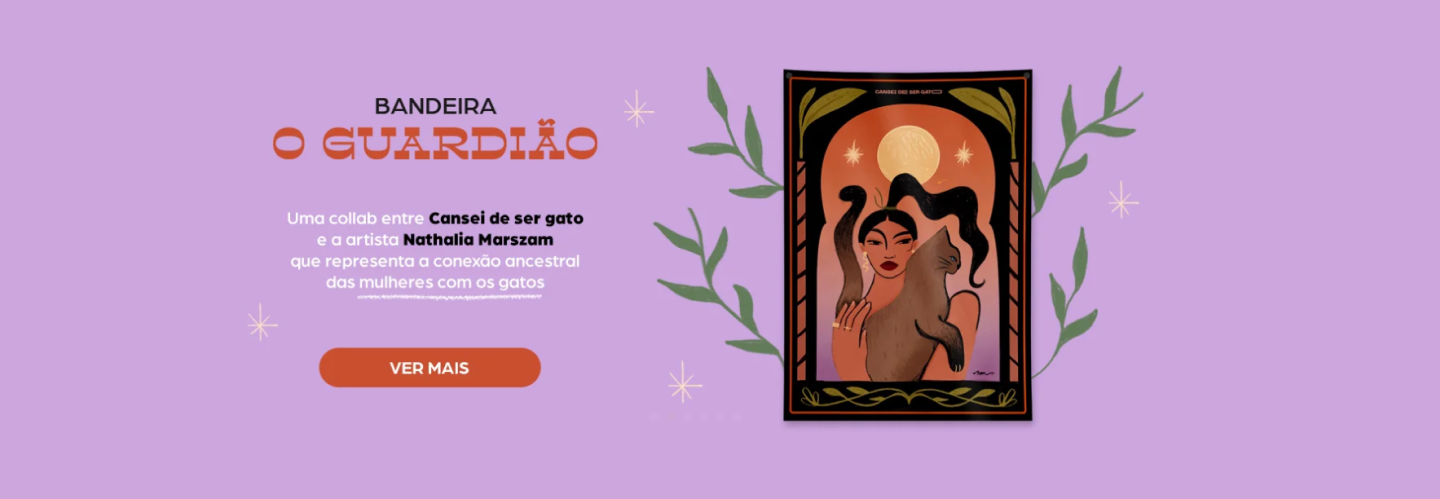 BANDEIRA
O GUARDIÃO
Uma collab entre Cansei de ser gato
e a artista Nathalia Marszam
que representa a conexão ancestral
das mulheres com os gatos
VER MAIS
CANSEI DE SER GATO